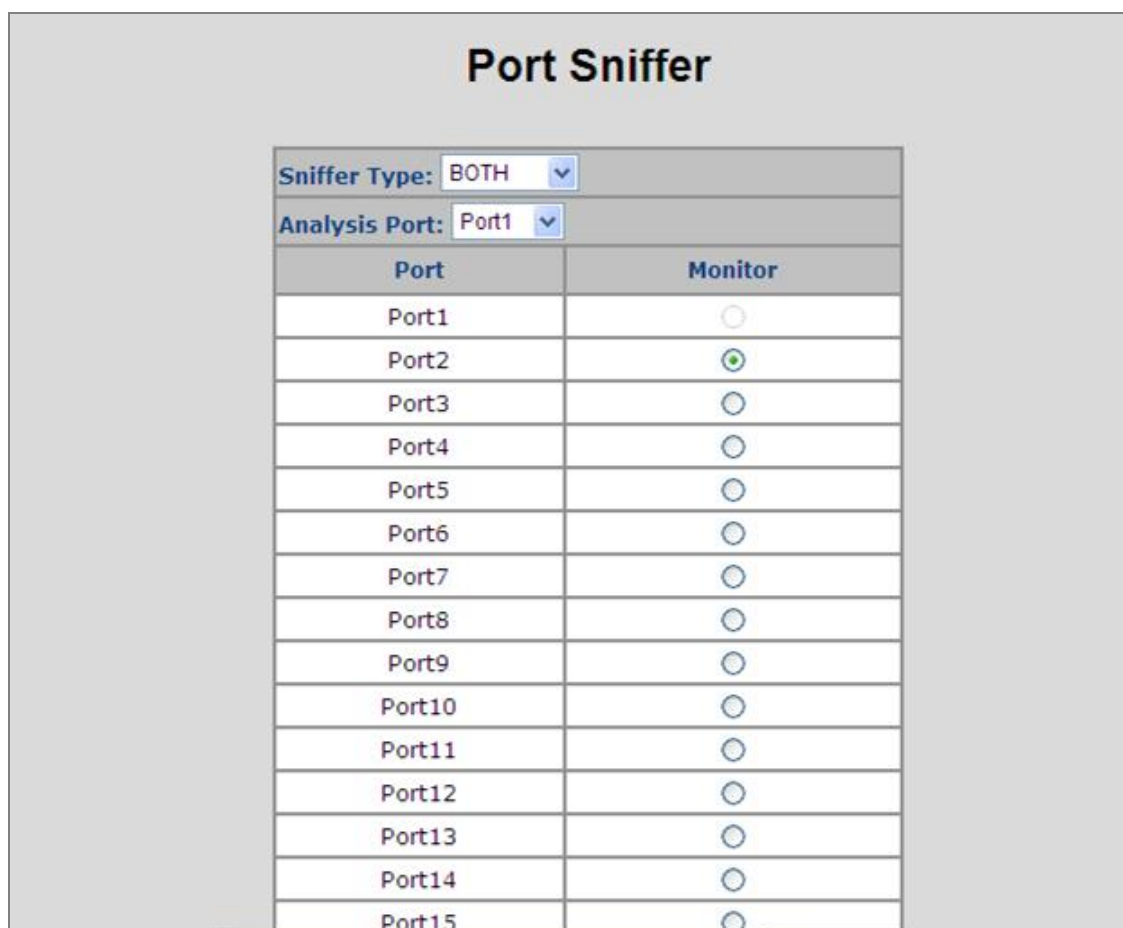 Port Sniffer
Sniffer Type: BOTH
Analysis Port: Port1
Port Monitor
Port1
Port2
Port3
Port4
Port5
Port6
Port7
Port8
Port9
Port10
Port11
Port12
Port13
Port14
Port15